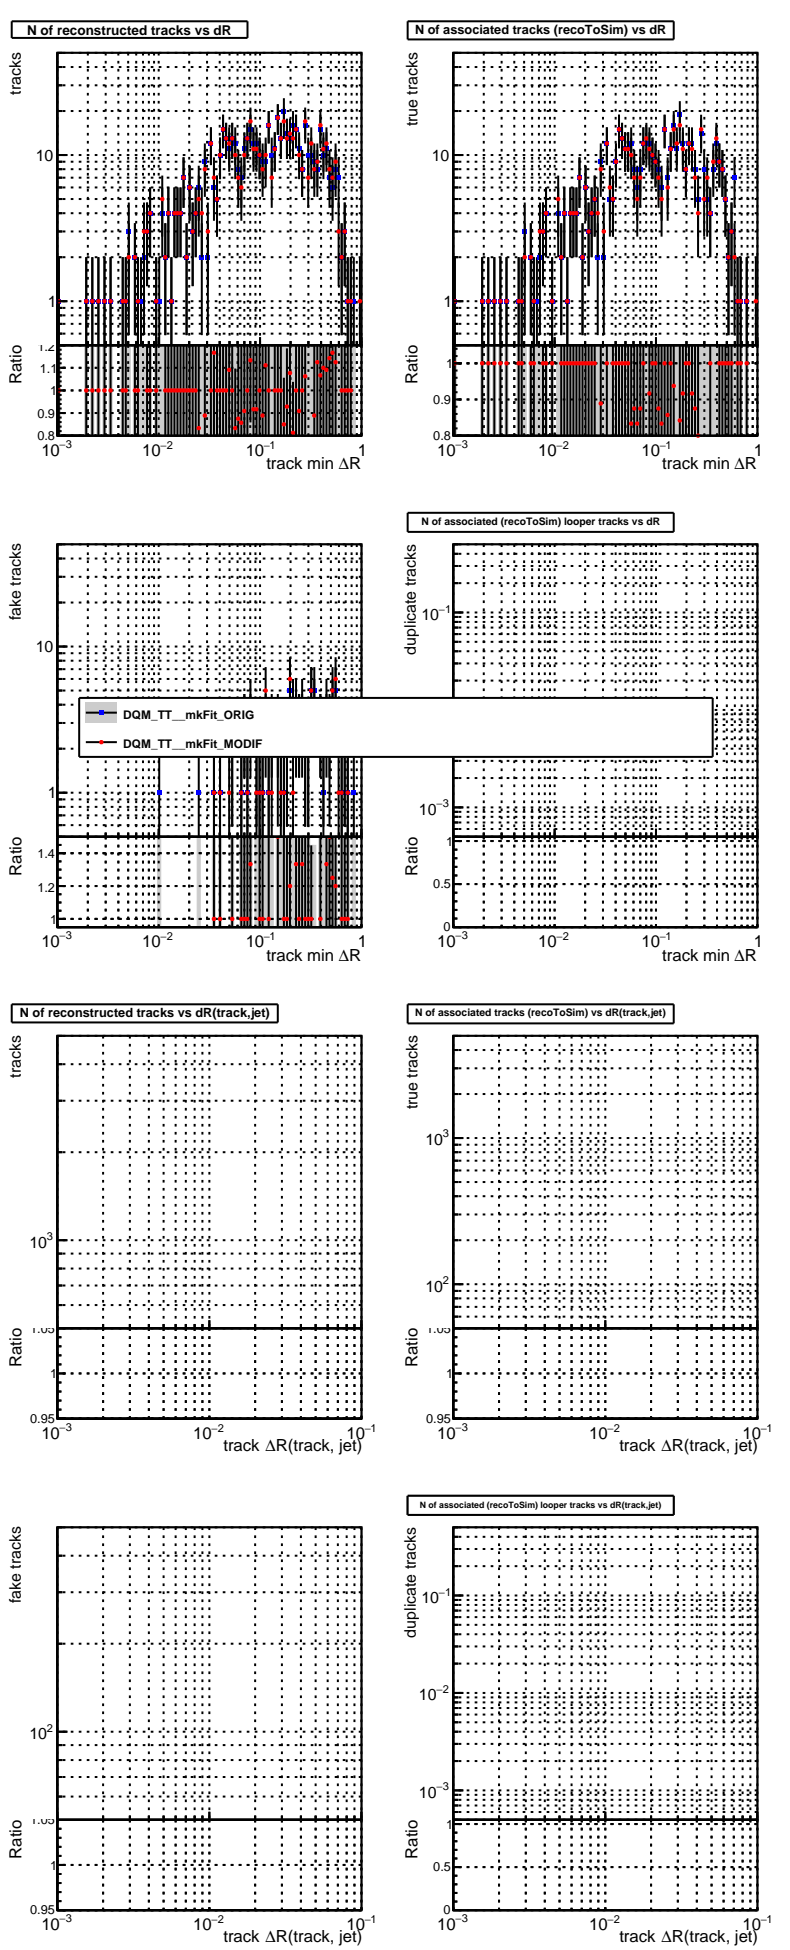 N of reconstructed tracks vs dR
tracks
10
1
Ratio
1.2
1.1
1
0.9
0.8
10⁻³ 10⁻² 10⁻¹ 1
track min ΔR
N of associated tracks (recoToSim) vs dR
true tracks
10
1
Ratio
1
0.9
0.8
10⁻³ 10⁻² 10⁻¹ 1
track min ΔR
fake tracks
10
1
Ratio
1.4
1.2
1
10⁻³ 10⁻² 10⁻¹ 1
track min ΔR
N of associated (recoToSim) looper tracks vs dR
duplicate tracks
10⁻¹
10⁻³
Ratio
1
0.5
0
10⁻³ 10⁻² 10⁻¹ 1
track min ΔR
DQM_TT__mkFit_ORIG
DQM_TT__mkFit_MODIF
N of reconstructed tracks vs dR(track,jet)
tracks
10³
Ratio
1.05
1
0.95
10⁻³ 10⁻² 10⁻¹
track ΔR(track, jet)
N of associated tracks (recoToSim) vs dR(track,jet)
true tracks
10³
10²
Ratio
1.05
1
0.95
10⁻³ 10⁻² 10⁻¹
track ΔR(track, jet)
fake tracks
10²
Ratio
1.05
1
0.95
10⁻³ 10⁻² 10⁻¹
track ΔR(track, jet)
N of associated (recoToSim) looper tracks vs dR(track,jet)
duplicate tracks
10⁻¹
10⁻²
10⁻³
Ratio
1
0.5
0
10⁻³ 10⁻² 10⁻¹
track ΔR(track, jet)